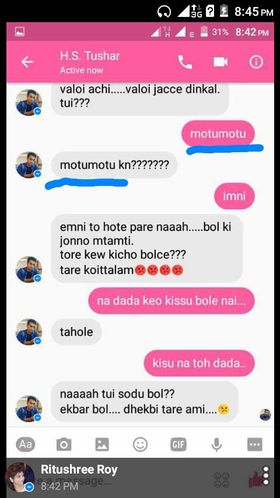 8:45 PM
3G
31% 8:42 PM
H.S. Tushar
Active now
valoi achi.....valoi jacce dinkal.
tui???
motumotu
motumotu kn???????
imni
emni to hote pare naaah.....bol ki
jonno mtamti.
tore kew kicho bolce???
tare koittalam😡😡😡😡
na dada keo kissu bole nai...
tahole
kisu na toh dada..
naaaah tui sodu bol??
ekbar bol.... dhekbi tare ami....😠
Aa
GIF
Ritushree Roy
a message...
8:42 PM